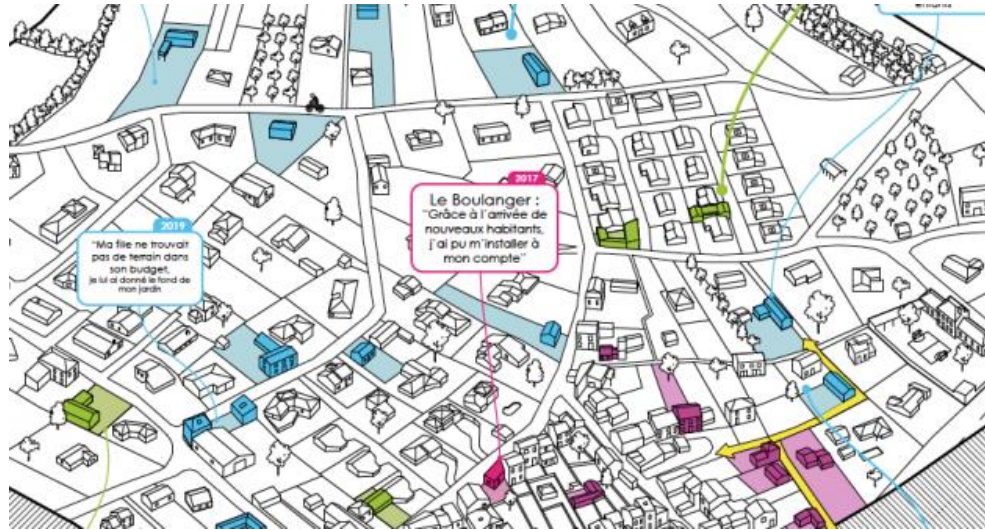 enfants
2017
Le Boulanger :
"Grâce à l'arrivée de
nouveaux habitants,
j'ai pu m'installer à
mon compte"
2019
"Ma fille ne trouvait
pas de terrain dans
son budget,
je lui ai donné le fond de
mon jardin